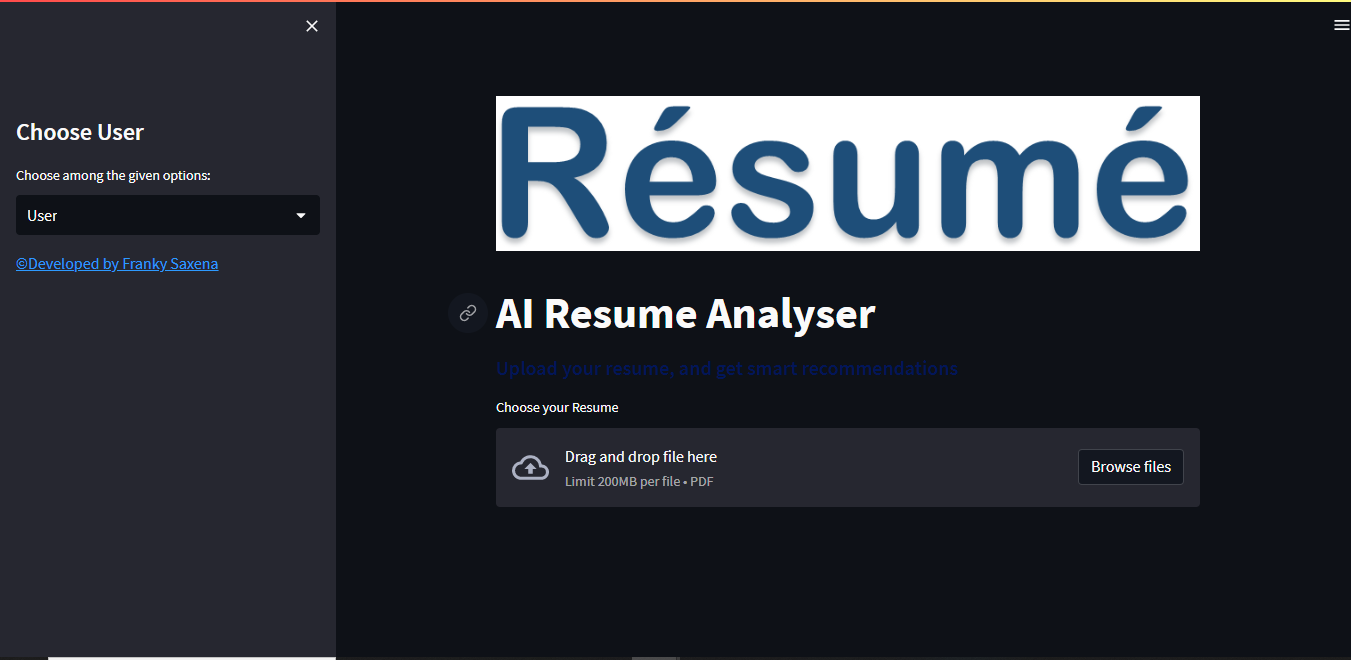 Choose User
Choose among the given options:
User
©Developed by Franky Saxena
Résumé
AI Resume Analyser
Upload your resume, and get smart recommendations
Choose your Resume
Drag and drop file here
Limit 200MB per file • PDF
Browse files